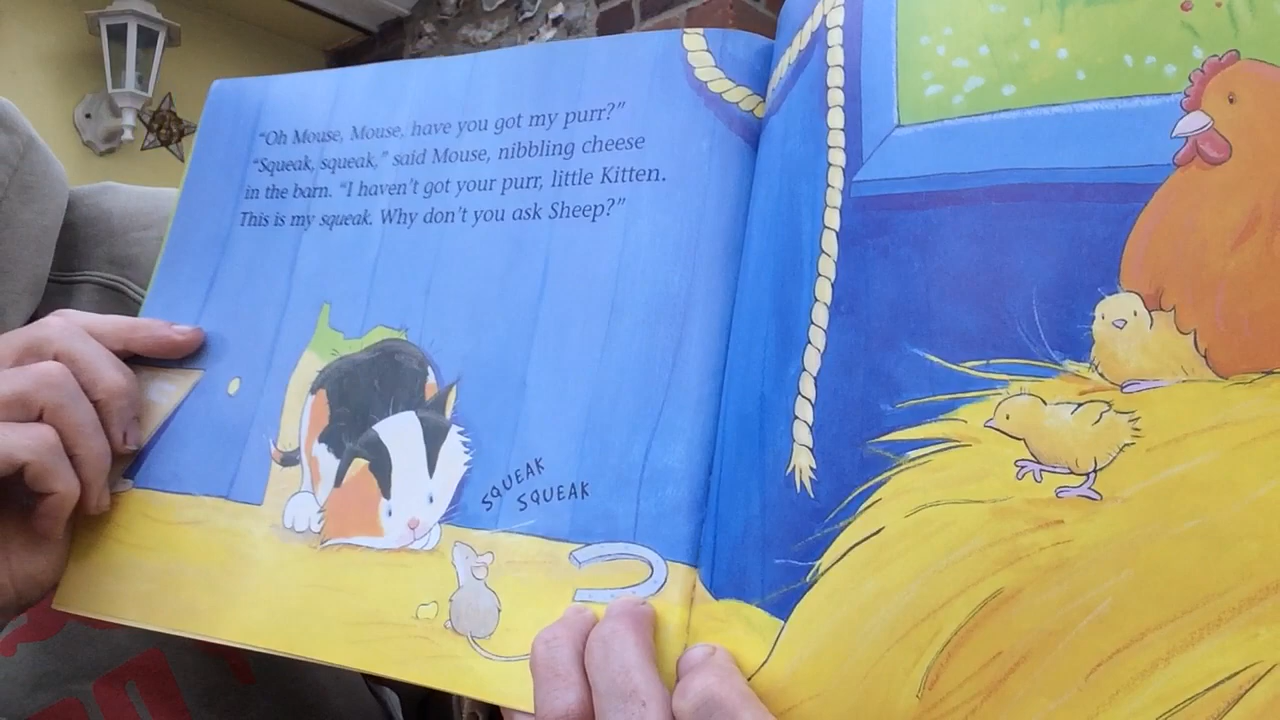 “Oh Mouse, Mouse, have you got my purr?”
“Squeak, squeak,” said Mouse, nibbling cheese
in the barn. “I haven’t got your purr, little Kitten.
This is my squeak. Why don’t you ask Sheep?”
SQUEAK
SQUEAK